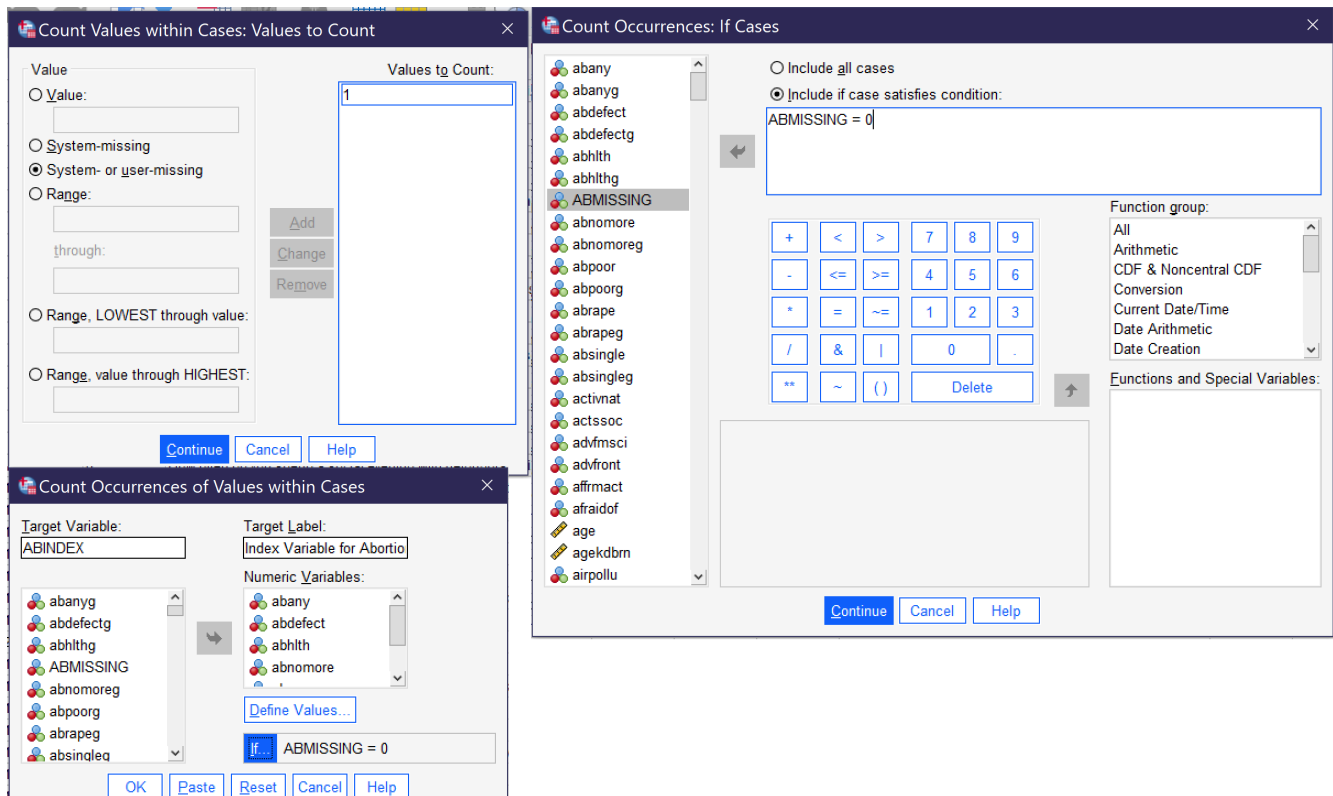 Count Values within Cases: Values to Count
Value
Value:
System-missing
System- or user-missing
Range:
through:
Range, LOWEST through value:
Range, value through HIGHEST:
Values to Count:
1
Add
Change
Remove
Continue Cancel Help
Count Occurrences of Values within Cases
Target Variable:
ABINDEX
Target Label:
Index Variable for Abortio
Numeric Variables:
abanyg
abdefectg
abhlthg
ABMISSING
abnomoreg
abpoorg
abrapeg
absingleg
abany
abdefect
abhlth
abnomore
Define Values...
If... ABMISSING = 0
OK Paste Reset Cancel Help
Count Occurrences: If Cases
abany
abanyg
abdefect
abdefectg
abhlth
abhlthg
ABMISSING
abnomore
abnomoreg
abpoor
abpoorg
abrape
abrapeg
absingle
absingleg
activnat
actssoc
advfmsci
advfront
affrmact
afraidof
age
agekdbrn
airpollu
Include all cases
Include if case satisfies condition:
ABMISSING = 0
+ < > 7 8 9
- <= >= 4 5 6
* = ~= 1 2 3
/ & | 0 .
** ~ ( ) Delete
Function group:
All
Arithmetic
CDF & Noncentral CDF
Conversion
Current Date/Time
Date Arithmetic
Date Creation
Functions and Special Variables:
Continue Cancel Help